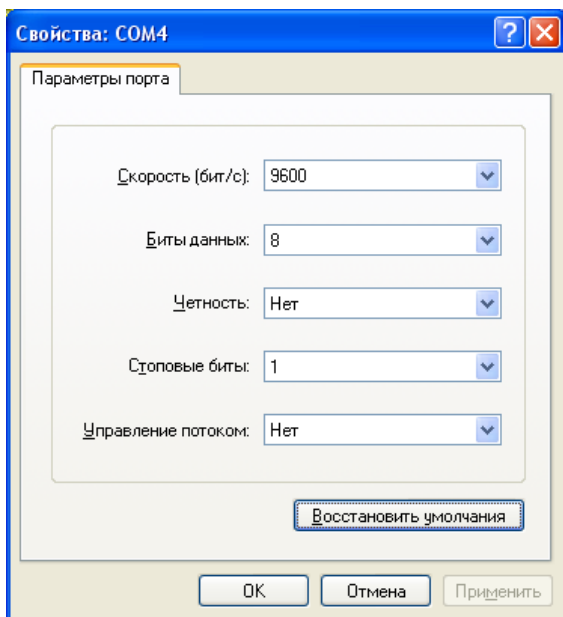 Свойства: COM4
Параметры порта
Скорость (бит/с): 9600
Биты данных: 8
Четность: Нет
Стоповые биты: 1
Управление потоком: Нет
Восстановить умолчания
OK Отмена Применить